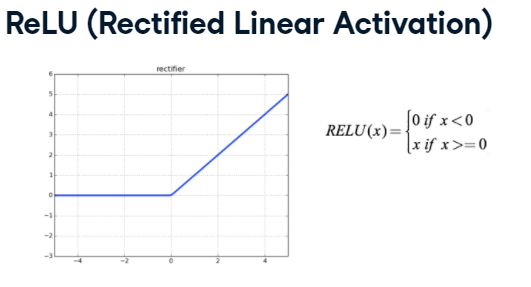 ReLU (Rectified Linear Activation)
rectifier
6
5
4
3
2
1
0
−1
−2
−3
−4 −2 0 2 4
RELU(x)= {0 if x<0
x if x>=0